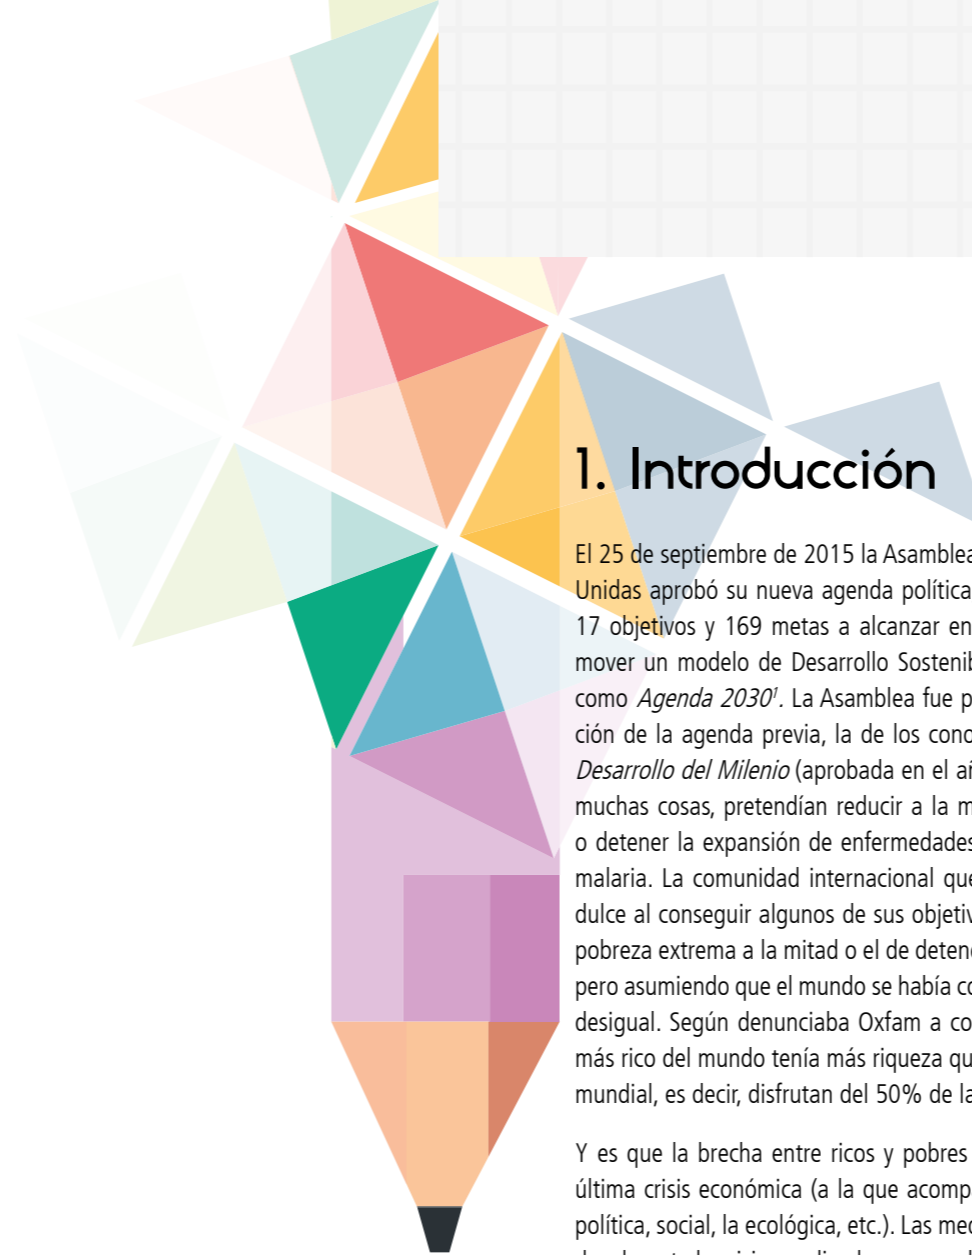 1. Introducción
El 25 de septiembre de 2015 la Asamblea
Unidas aprobó su nueva agenda política
17 objetivos y 169 metas a alcanzar en
mover un modelo de Desarrollo Sostenib
como Agenda 2030¹. La Asamblea fue p
ción de la agenda previa, la de los cono
Desarrollo del Milenio (aprobada en el añ
muchas cosas, pretendían reducir a la m
o detener la expansión de enfermedades
malaria. La comunidad internacional que
dulce al conseguir algunos de sus objetiv
pobreza extrema a la mitad o el de detene
pero asumiendo que el mundo se había co
desigual. Según denunciaba Oxfam a co
más rico del mundo tenía más riqueza qu
mundial, es decir, disfrutan del 50% de la
Y es que la brecha entre ricos y pobres
última crisis económica (a la que acomp
política, social, la ecológica, etc.). Las med